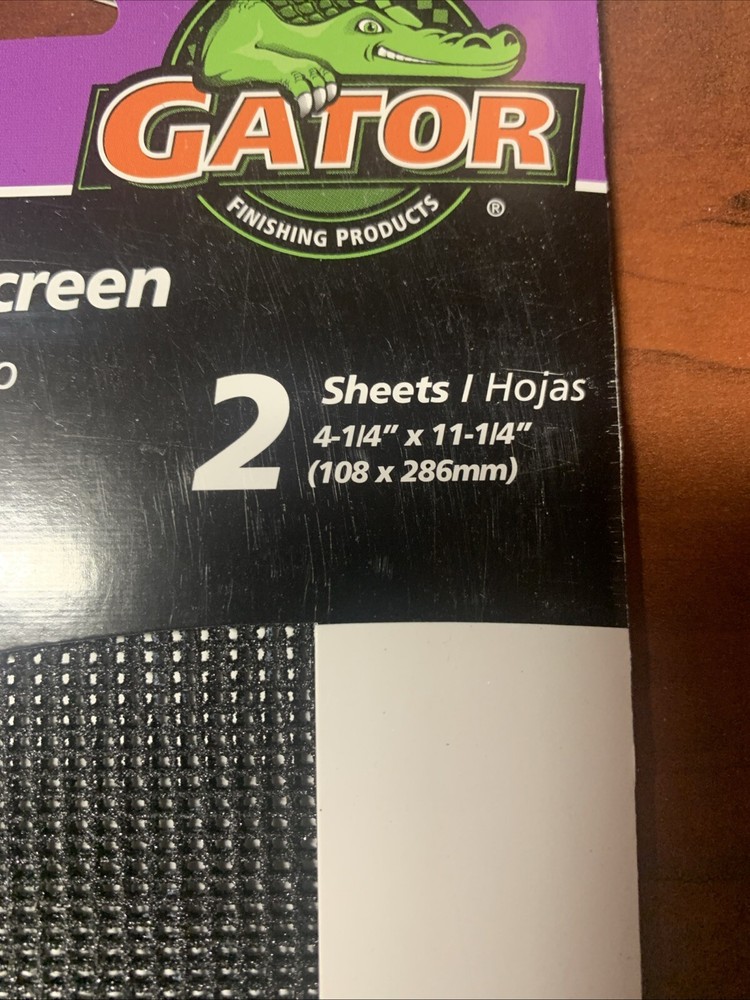 GATOR
FINISHING PRODUCTS ®
creen
o
2 Sheets / Hojas
4-1/4” x 11-1/4”
(108 x 286mm)